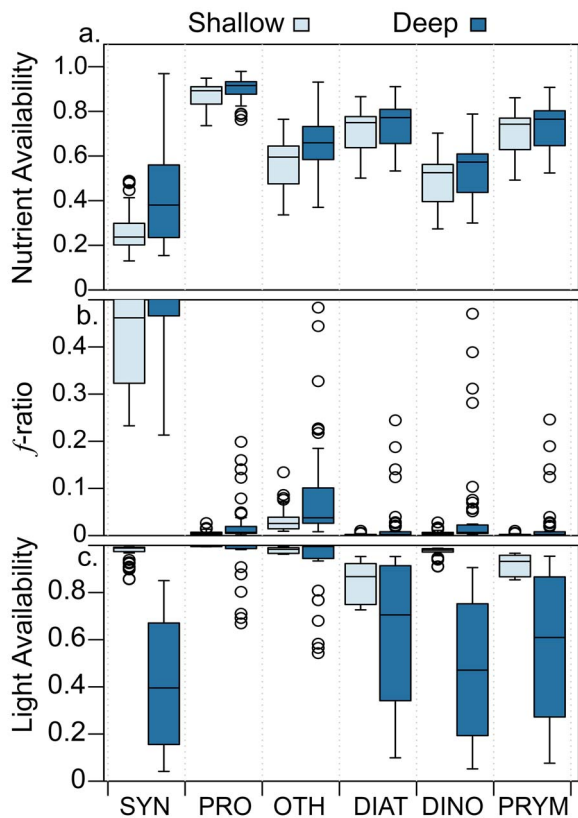 Shallow Deep
a.
Nutrient Availability
1.0
0.8
0.6
0.4
0.2
0
b.
f-ratio
0.4
0.3
0.2
0.1
0
c.
Light Availability
0.8
0.6
0.4
0.2
0
SYN PRO OTH DIAT DINO PRYM